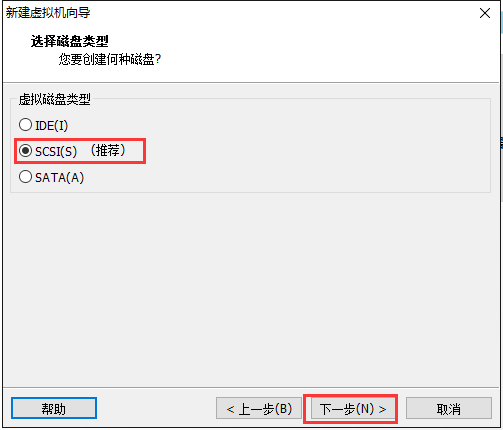 新建虚拟机向导
选择磁盘类型
您要创建何种磁盘?
虚拟磁盘类型
IDE(I)
SCSI(S) （推荐）
SATA(A)
帮助
< 上一步(B)
下一步(N) >
取消